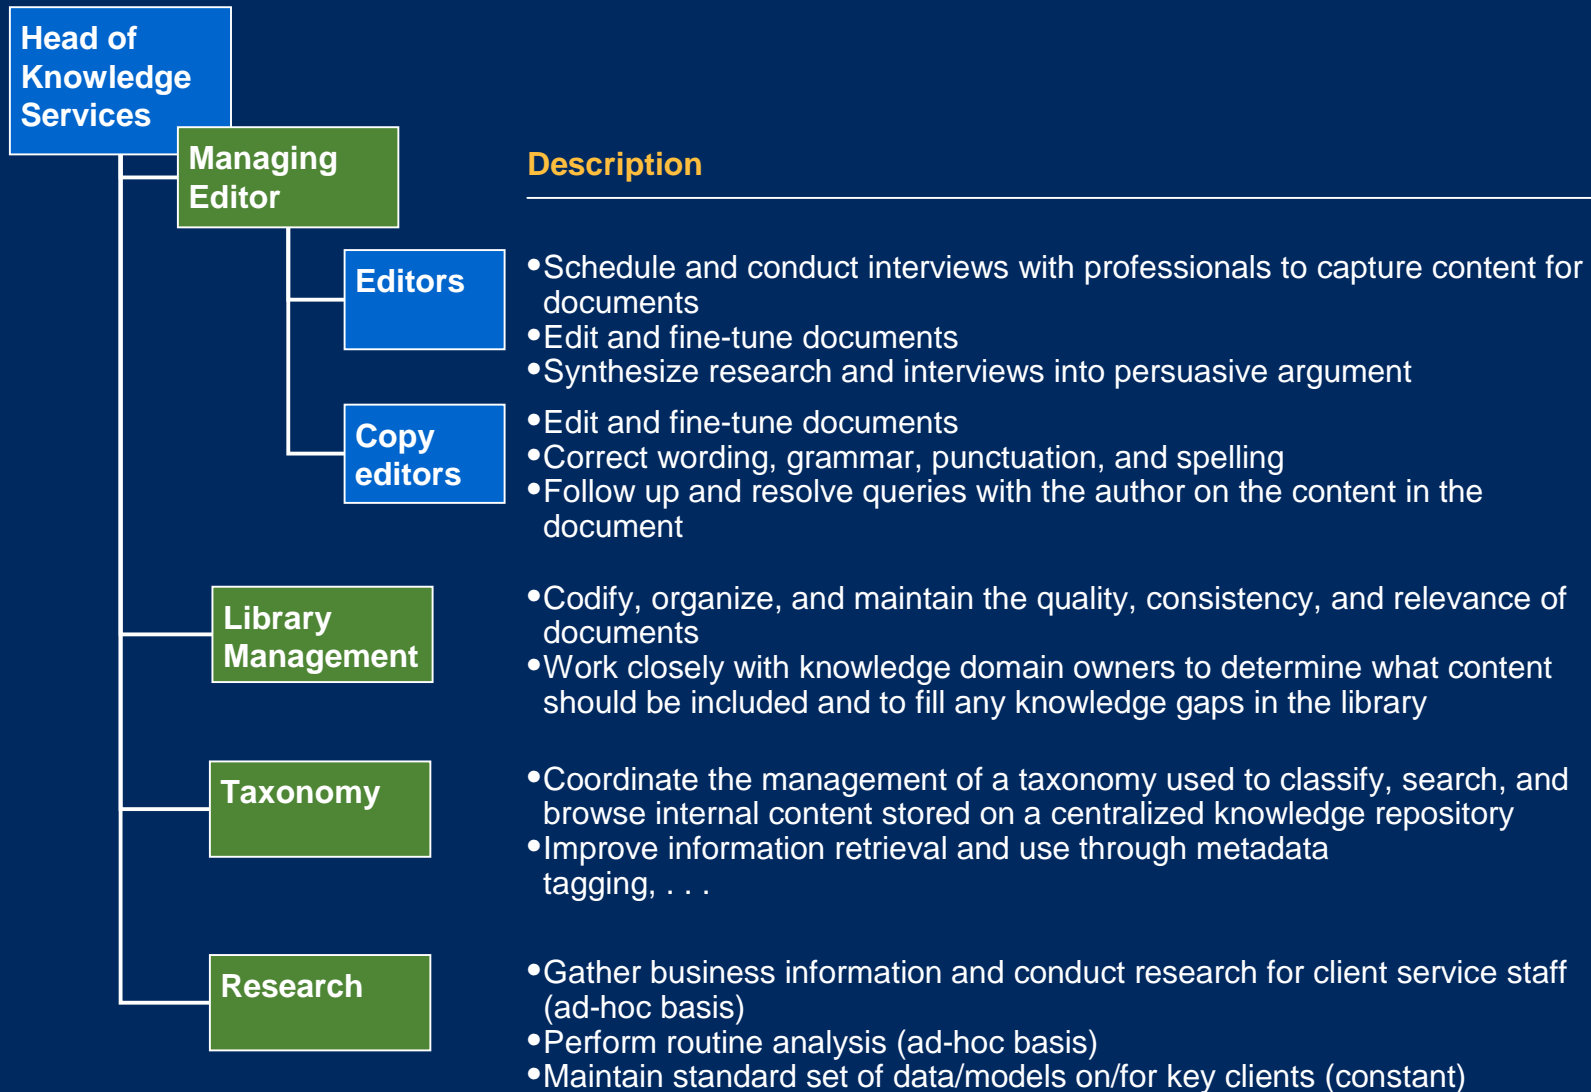 Head of
Knowledge
Services
Managing
Editor
Description
Editors
•Schedule and conduct interviews with professionals to capture content for
documents
•Edit and fine-tune documents
•Synthesize research and interviews into persuasive argument
Copy
editors
•Edit and fine-tune documents
•Correct wording, grammar, punctuation, and spelling
•Follow up and resolve queries with the author on the content in the
document
Library
Management
•Codify, organize, and maintain the quality, consistency, and relevance of
documents
•Work closely with knowledge domain owners to determine what content
should be included and to fill any knowledge gaps in the library
Taxonomy
•Coordinate the management of a taxonomy used to classify, search, and
browse internal content stored on a centralized knowledge repository
•Improve information retrieval and use through metadata
tagging, . . .
Research
•Gather business information and conduct research for client service staff
(ad-hoc basis)
•Perform routine analysis (ad-hoc basis)
•Maintain standard set of data/models on/for key clients (constant)